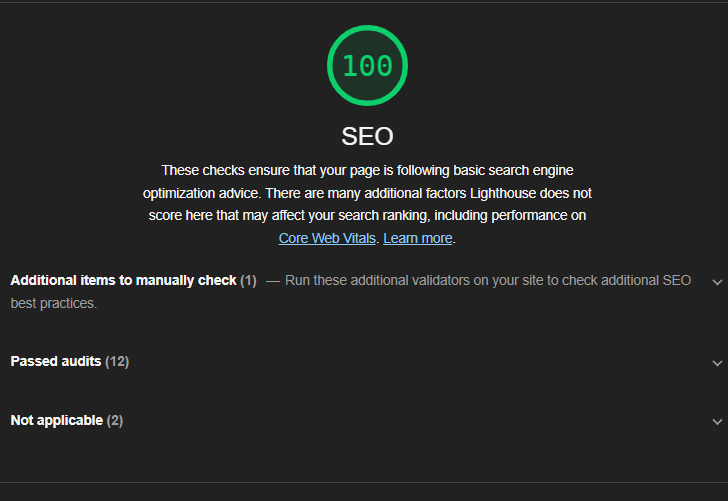 100
SEO
These checks ensure that your page is following basic search engine
optimization advice. There are many additional factors Lighthouse does not
score here that may affect your search ranking, including performance on
Core Web Vitals. Learn more.
Additional items to manually check (1) — Run these additional validators on your site to check additional SEO
best practices.
Passed audits (12)
Not applicable (2)